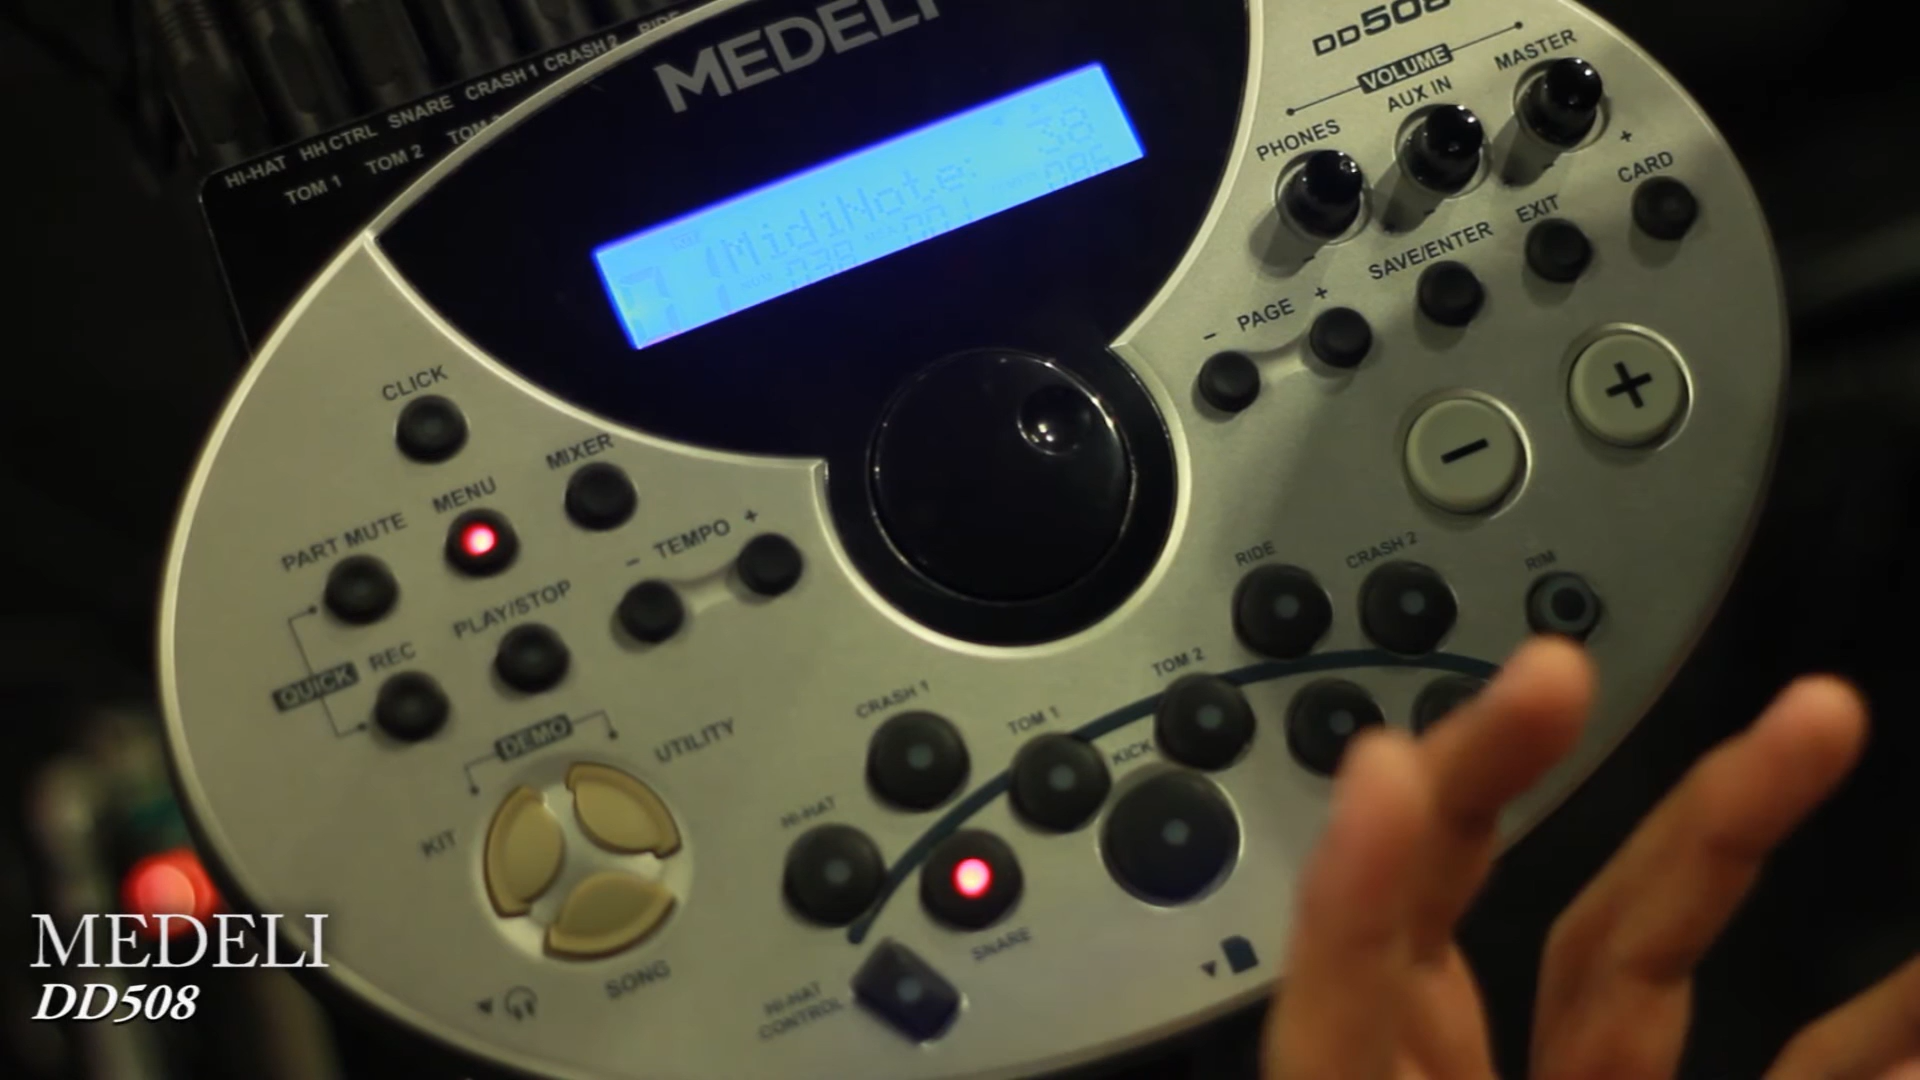 MEDELI
DD508
HI-HAT HH CTRL SNARE CRASH 1 CRASH 2 RIDE
TOM 1 TOM 2
VOLUME
PHONES AUX IN MASTER
MidiNote: 38
CLICK
MENU MIXER
PART MUTE
- TEMPO +
PLAY/STOP
QUICK REC
- PAGE +
SAVE/ENTER
EXIT
CARD
+
-
DEMO
KIT
UTILITY
SONG
RIDE CRASH 2 RIM
CRASH 1 TOM 1 TOM 2
HI-HAT KICK
SNARE
HI-HAT
CONTROL
MEDELI
DD508